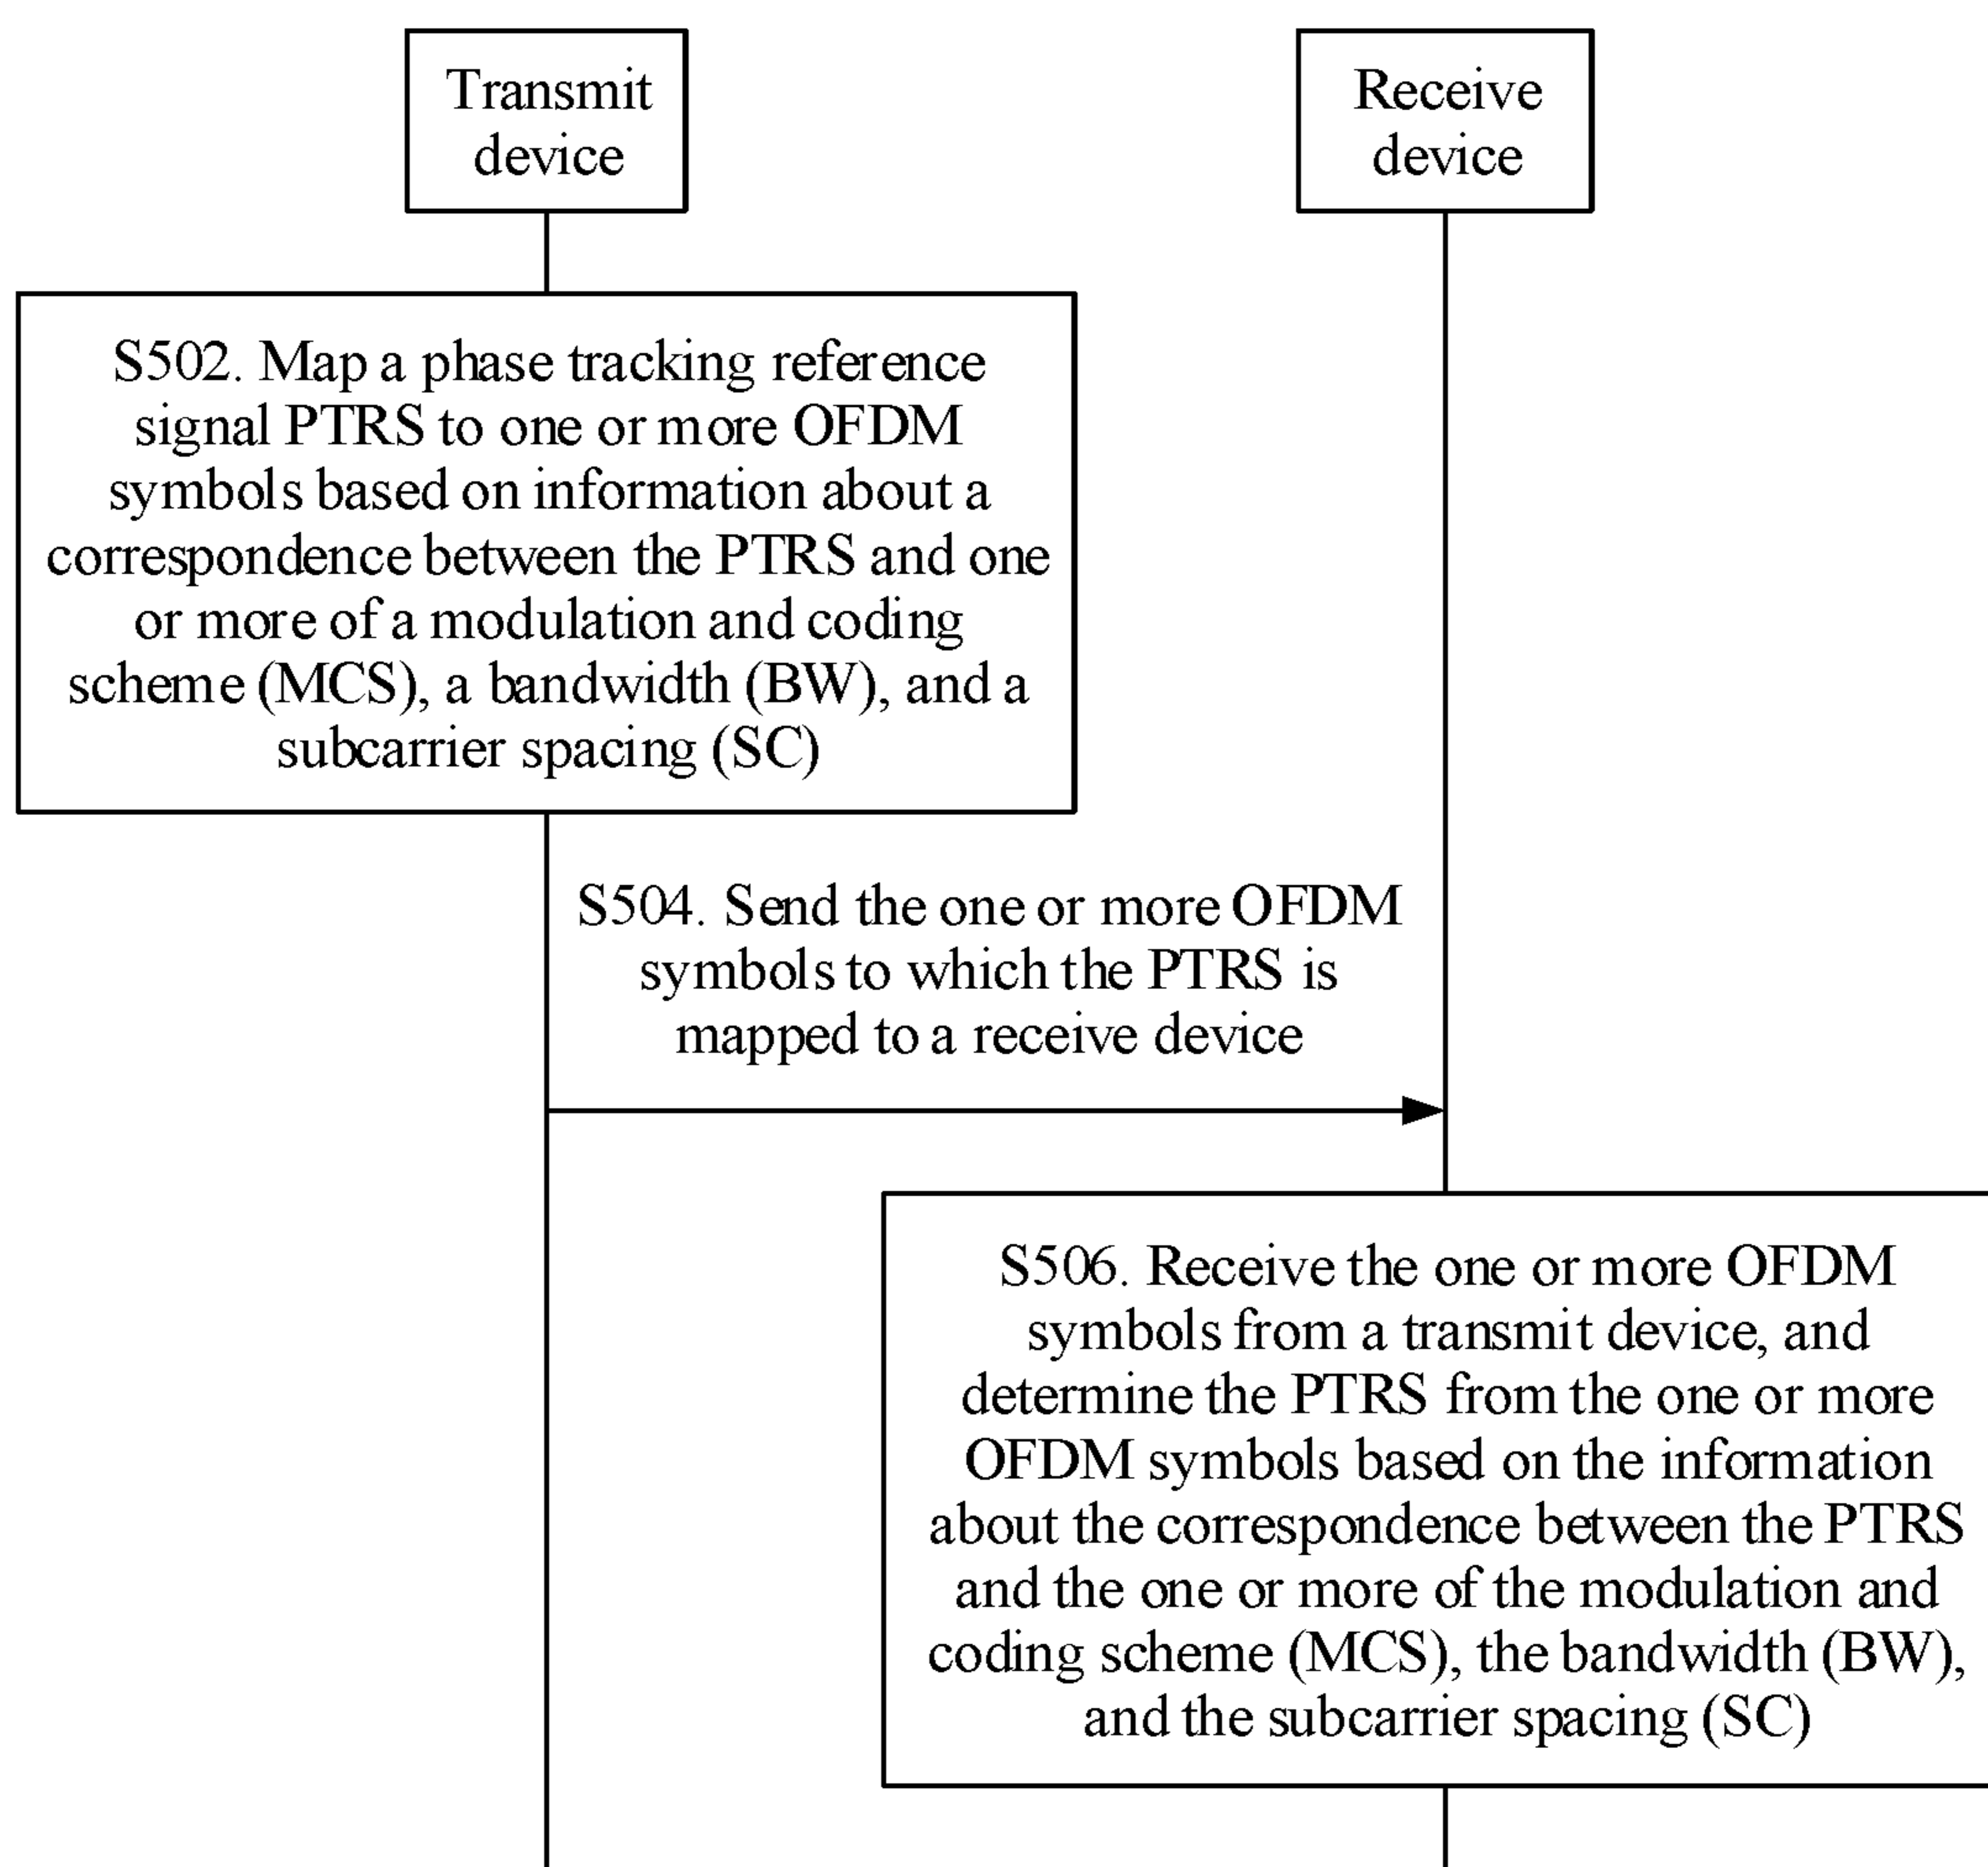 Transmit
device
Receive
device
S502. Map a phase tracking reference
signal PTRS to one or more OFDM
symbols based on information about a
correspondence between the PTRS and one
or more of a modulation and coding
scheme (MCS), a bandwidth (BW), and a
subcarrier spacing (SC)
S504. Send the one or more OFDM
symbols to which the PTRS is
mapped to a receive device
S506. Receive the one or more OFDM
symbols from a transmit device, and
determine the PTRS from the one or more
OFDM symbols based on the information
about the correspondence between the PTRS
and the one or more of the modulation and
coding scheme (MCS), the bandwidth (BW),
and the subcarrier spacing (SC)